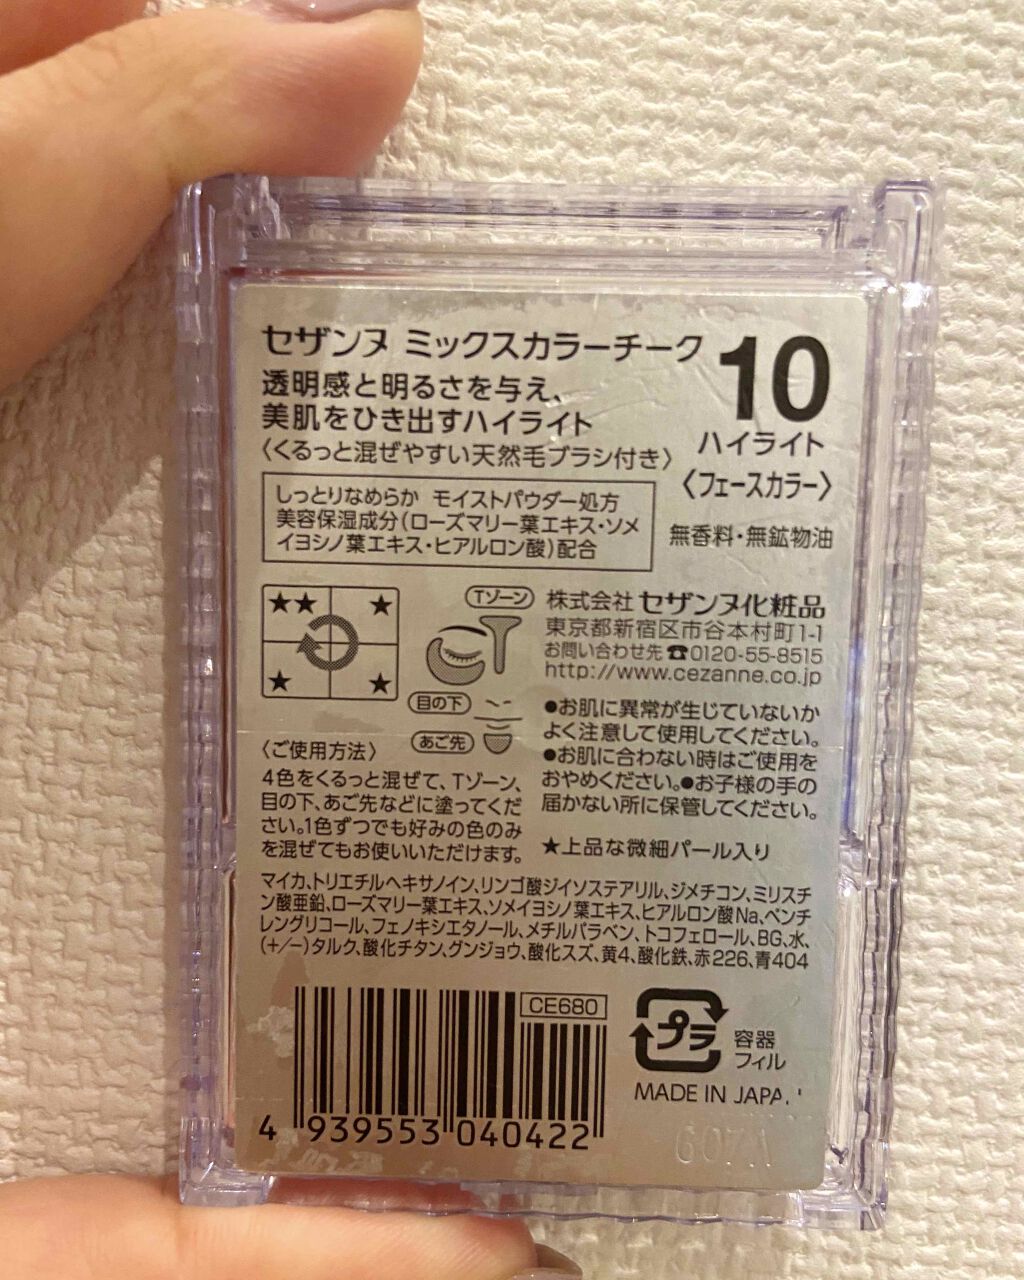 セザンヌ ミックスカラーチーク
10
透明感と明るさを与え、
美肌をひき出すハイライト
ハイライト
〈くるっと混ぜやすい天然毛ブラシ付き〉
〈フェースカラー〉
しっとりなめらか モイストパウダー処方
美容保湿成分(ローズマリー葉エキス・ソメ
イヨシノ葉エキス・ヒアルロン酸)配合
無香料・無鉱物油
★★ ★
★ ★
Tゾーン
目の下
あご先
株式会社 セザンヌ化粧品
東京都新宿区市谷本村町1-1
お問い合わせ先☎0120-55-8515
http://www.cezanne.co.jp
〈ご使用方法〉
4色をくるっと混ぜて、Tゾーン、
目の下、あご先などに塗ってくだ
さい。1色ずつでも好みの色のみ
を混ぜてもお使いいただけます。
●お肌に異常が生じていないか
よく注意して使用してください。
●お肌に合わない時はご使用を
おやめください。●お子様の手の
届かない所に保管してください。
★上品な微細パール入り
マイカ、トリエチルヘキサノイン、リンゴ酸ジイソステアリル、ジメチコン、ミリスチ
ン酸亜鉛、ローズマリー葉エキス、ソメイヨシノ葉エキス、ヒアルロン酸Na、ペンチ
レングリコール、フェノキシエタノール、メチルパラベン、トコフェロール、BG、水、
(+/−)タルク、酸化チタン、グンジョウ、酸化スズ、黄4、酸化鉄、赤226、青404
CE680
プラ
容器
フィル
MADE IN JAPA
4 939553 040422